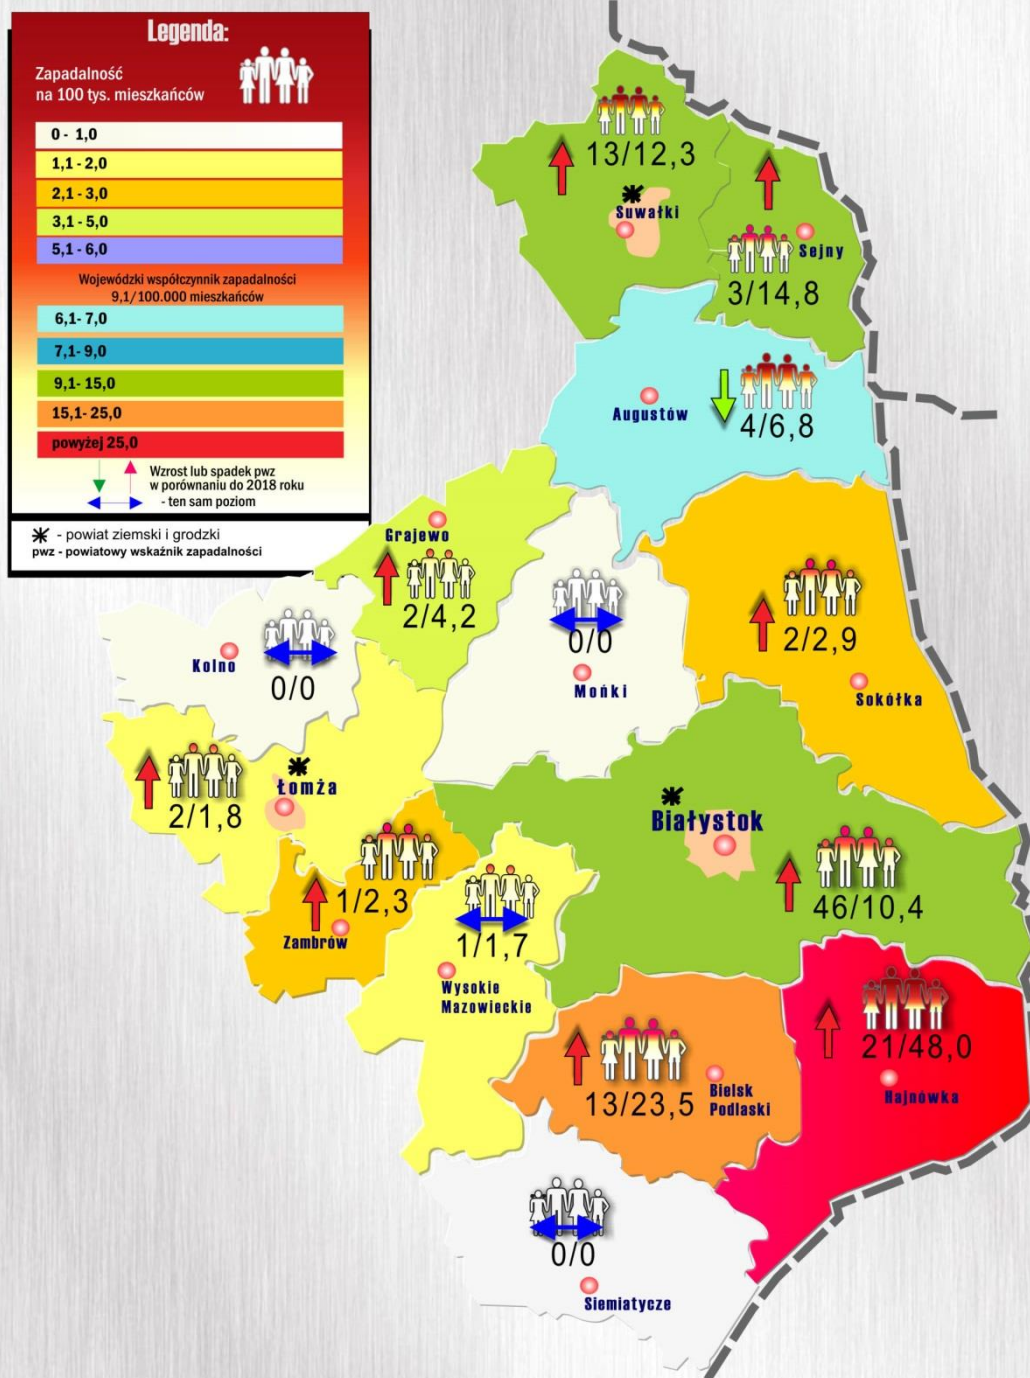 Legenda:
Zapadalność
na 100 tys. mieszkańców
0 - 1,0
1,1 - 2,0
2,1 - 3,0
3,1 - 5,0
5,1 - 6,0
Wojewódzki współczynnik zapadalności
9,1/100.000 mieszkańców
6,1- 7,0
7,1- 9,0
9,1- 15,0
15,1- 25,0
powyżej 25,0
Wzrost lub spadek pwz
w porównaniu do 2018 roku
- ten sam poziom
- powiat ziemski i grodzki
pwz - powiatowy wskaźnik zapadalności
13/12,3
Suwałki
Sejny
3/14,8
Augustów
4/6,8
Grajewo
2/4,2
0/0
Mońki
2/2,9
Sokółka
Kolno
0/0
Łomża
2/1,8
Białystok
46/10,4
1/2,3
Zambrów
1/1,7
Wysokie
Mazowieckie
13/23,5
Bielsk
Podlaski
21/48,0
Hajnówka
0/0
Siemiatycze